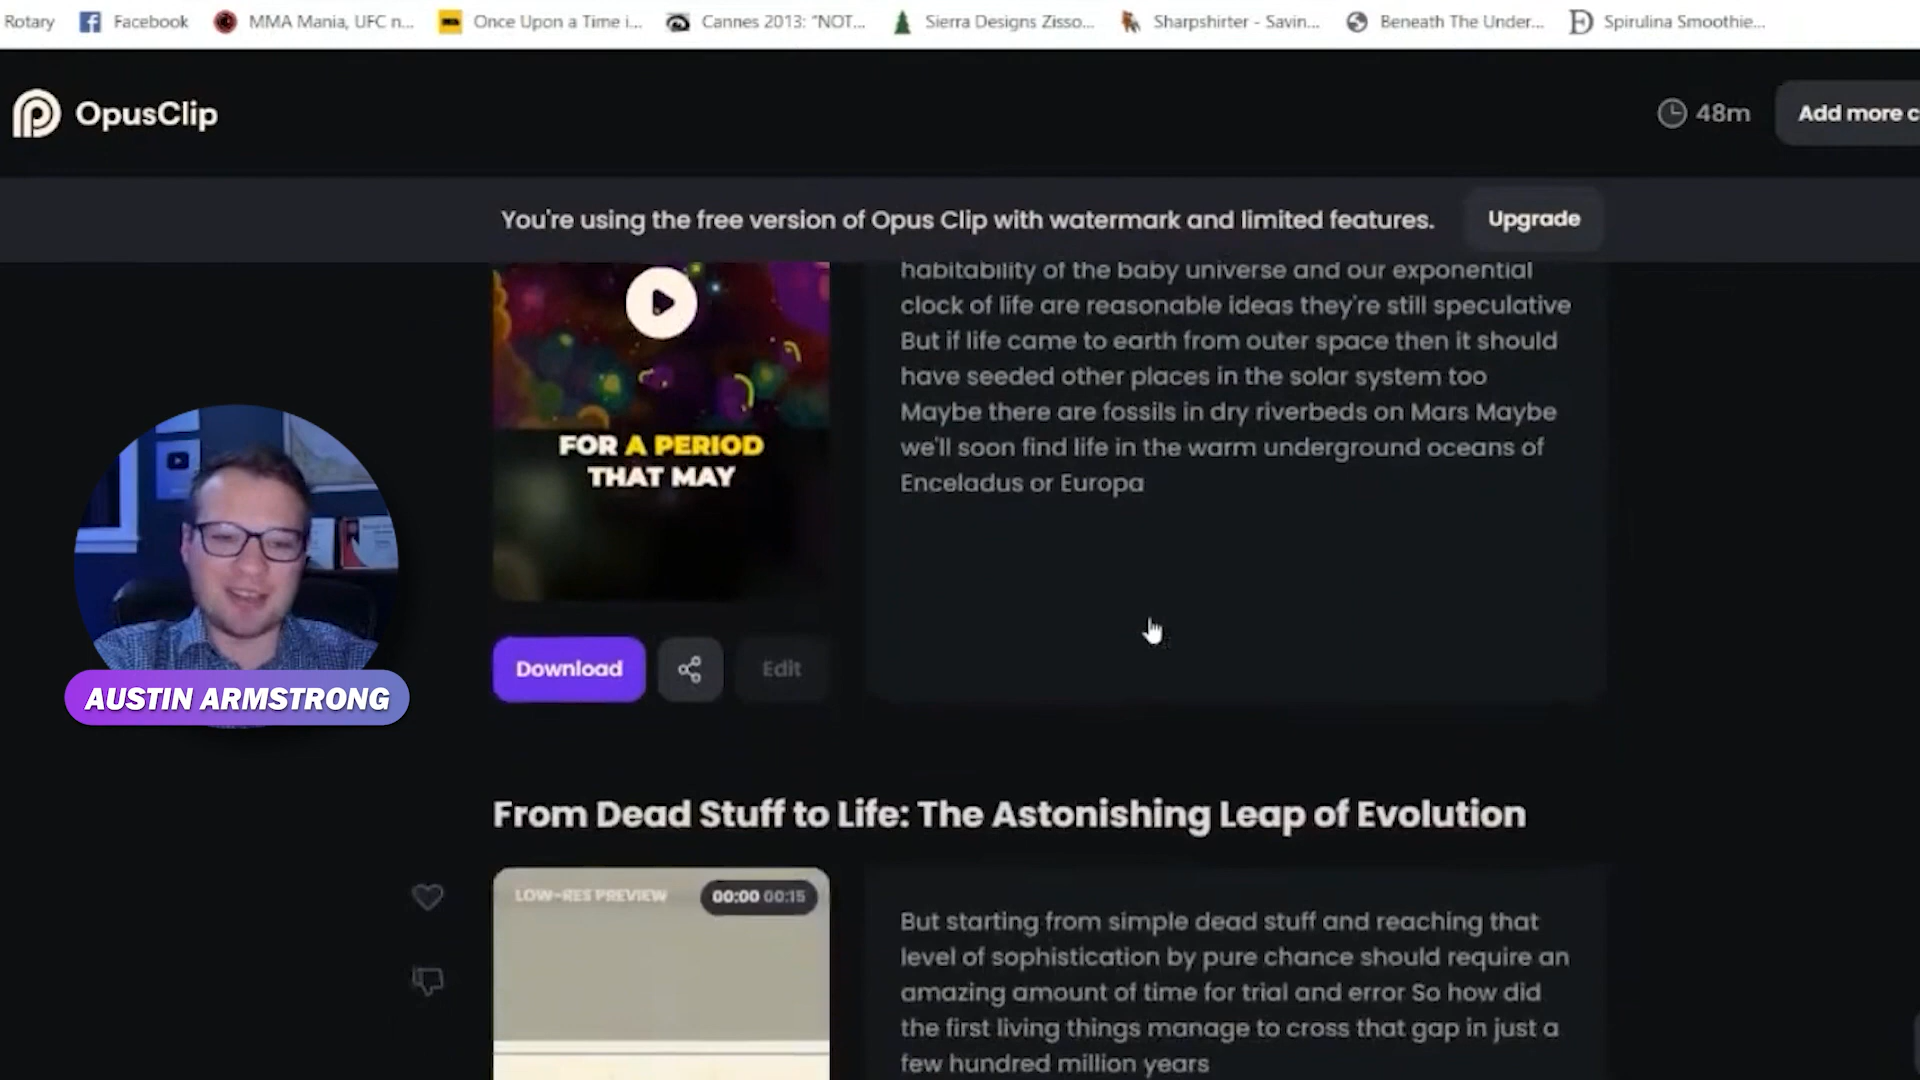 Rotary Facebook MMA Mania, UFC n... Once Upon a Time i... Cannes 2013: "NOT... Sierra Designs Zisso... Sharpshirter - Savin... Beneath The Under... Spirulina Smoothie...
OpusClip
48m
Add more c
You're using the free version of Opus Clip with watermark and limited features.
Upgrade
habitability of the baby universe and our exponential
clock of life are reasonable ideas they're still speculative
But if life came to earth from outer space then it should
have seeded other places in the solar system too
Maybe there are fossils in dry riverbeds on Mars Maybe
we'll soon find life in the warm underground oceans of
Enceladus or Europa
FOR A PERIOD
THAT MAY
Download
Edit
AUSTIN ARMSTRONG
From Dead Stuff to Life: The Astonishing Leap of Evolution
LOW-RES PREVIEW
00:00 00:15
But starting from simple dead stuff and reaching that
level of sophistication by pure chance should require an
amazing amount of time for trial and error So how did
the first living things manage to cross that gap in just a
few hundred million years